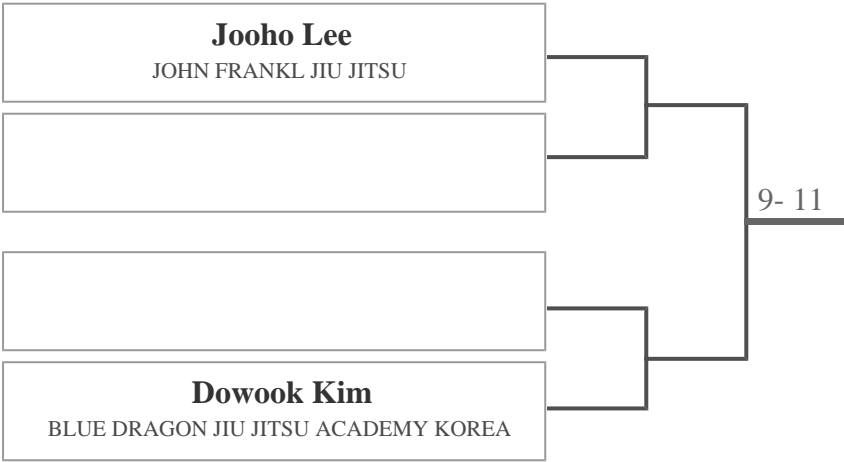 Jooho Lee
JOHN FRANKL JIU JITSU
9- 11
Dowook Kim
BLUE DRAGON JIU JITSU ACADEMY KOREA